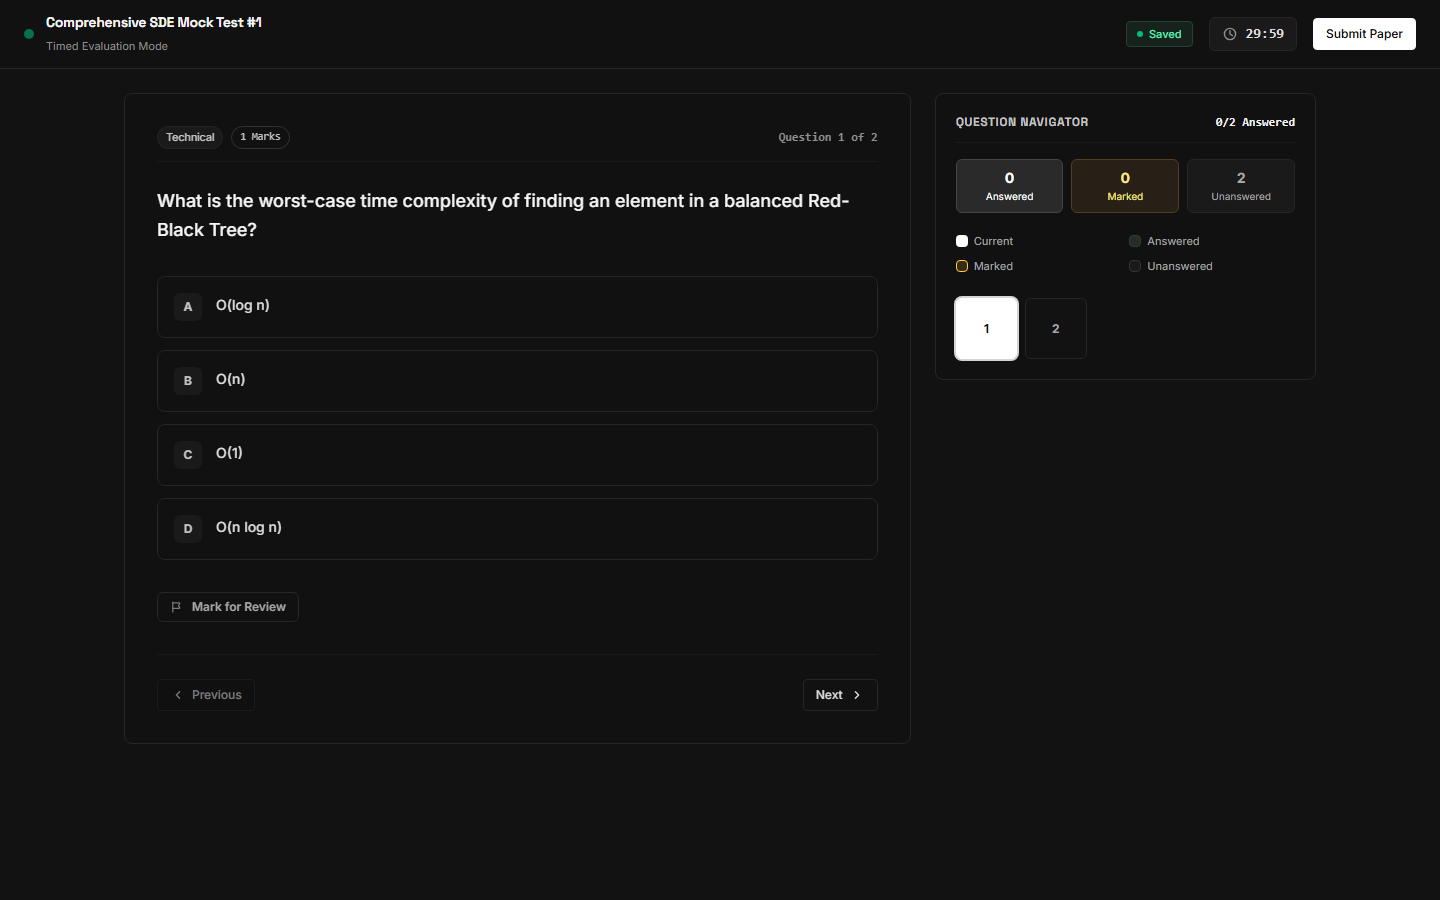 Comprehensive SDE Mock Test #1
Timed Evaluation Mode
Saved
29:59
Submit Paper
Technical
1 Marks
Question 1 of 2
What is the worst-case time complexity of finding an element in a balanced Red-
Black Tree?
A O(log n)
B O(n)
C O(1)
D O(n log n)
Mark for Review
Previous
Next
QUESTION NAVIGATOR
0/2 Answered
0
Answered
0
Marked
2
Unanswered
Current
Answered
Marked
Unanswered
1
2